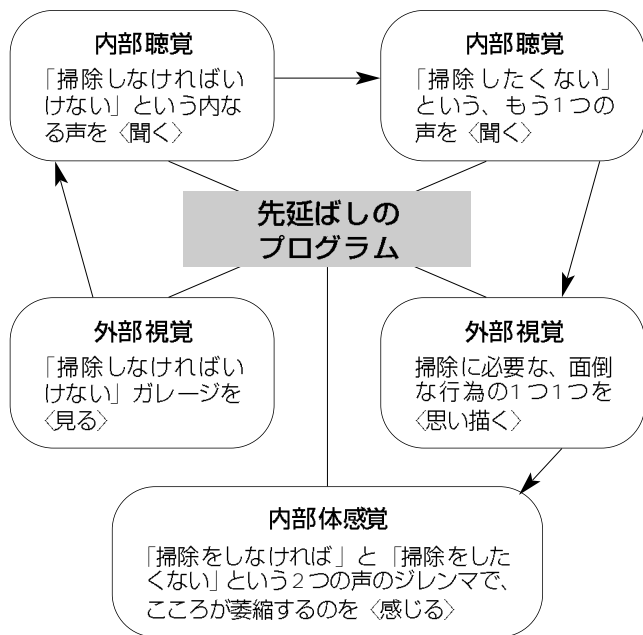 内部聴覚
「掃除しなければい
けない」という内な
る声を〈聞く〉
内部聴覚
「掃除したくない」
という、もう1つの
声を〈聞く〉
先延ばしの
プログラム
外部視覚
「掃除しなければい
けない」ガレージを
〈見る〉
外部視覚
掃除に必要な、面倒
な行為の1つ1つを
〈思い描く〉
内部体感覚
「掃除をしなければ」と「掃除をした
くない」という2つの声のジレンマで、
こころが萎縮するのを〈感じる〉